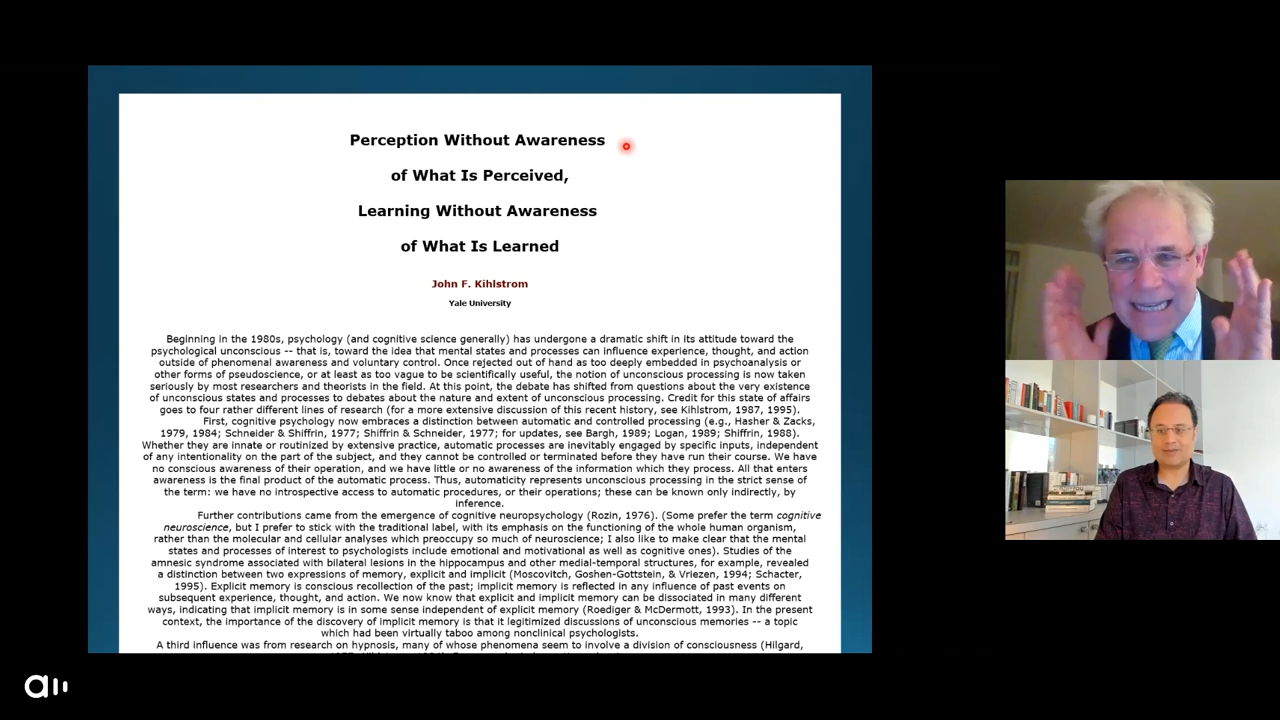 Perception Without Awareness
of What Is Perceived,
Learning Without Awareness
of What Is Learned
John F. Kihlstrom
Yale University
Beginning in the 1980s, psychology (and cognitive science generally) has undergone a dramatic shift in its attitude toward the
psychological unconscious -- that is, toward the idea that mental states and processes can influence experience, thought, and action
outside of phenomenal awareness and voluntary control. Once rejected out of hand as too deeply embedded in psychoanalysis or
other forms of pseudoscience, or at least as too vague to be scientifically useful, the notion of unconscious processing is now taken
seriously by most researchers and theorists in the field. At this point, the debate has shifted from questions about the very existence
of unconscious states and processes to debates about the nature and extent of unconscious processing. Credit for this state of affairs
goes to four rather different lines of research (for a more extensive discussion of this recent history, see Kihlstrom, 1987, 1995).
First, cognitive psychology now embraces a distinction between automatic and controlled processing (e.g., Hasher & Zacks,
1979, 1984; Schneider & Shiffrin, 1977; Shiffrin & Schneider, 1977; for updates, see Bargh, 1989; Logan, 1989; Shiffrin, 1988).
Whether they are innate or routinized by extensive practice, automatic processes are inevitably engaged by specific inputs, independent
of any intentionality on the part of the subject, and they cannot be controlled or terminated before they have run their course. We have
no conscious awareness of their operation, and we have little or no awareness of the information which they process. All that enters
awareness is the final product of the automatic process. Thus, automaticity represents unconscious processing in the strict sense of
the term: we have no introspective access to automatic procedures, or their operations; these can be known only indirectly, by
inference.
Further contributions came from the emergence of cognitive neuropsychology (Rozin, 1976). (Some prefer the term cognitive
neuroscience, but I prefer to stick with the traditional label, with its emphasis on the functioning of the whole human organism,
rather than the molecular and cellular analyses which preoccupy so much of neuroscience; I also like to make clear that the mental
states and processes of interest to psychologists include emotional and motivational as well as cognitive ones). Studies of the
amnesic syndrome associated with bilateral lesions in the hippocampus and other medial-temporal structures, for example, revealed
a distinction between two expressions of memory, explicit and implicit (Moscovitch, Goshen-Gottstein, & Vriezen, 1994; Schacter,
1995). Explicit memory is conscious recollection of the past; implicit memory is reflected in any influence of past events on
subsequent experience, thought, and action. We now know that explicit and implicit memory can be dissociated in many different
ways, indicating that implicit memory is in some sense independent of explicit memory (Roediger & McDermott, 1993). In the present
context, the importance of the discovery of implicit memory is that it legitimized discussions of unconscious memories -- a topic
which had been virtually taboo among nonclinical psychologists.
A third influence was from research on hypnosis, many of whose phenomena seem to involve a division of consciousness (Hilgard,